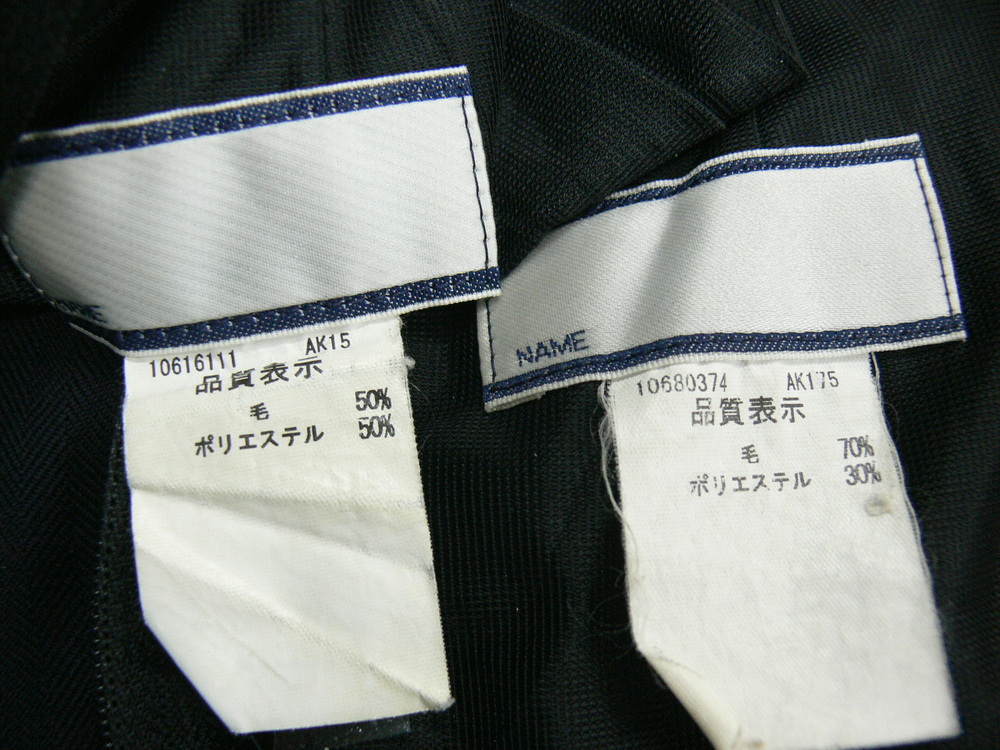 10616111 AK15
品質表示
毛 50%
ポリエステル 50%
NAME
10680374 AK175
品質表示
毛 70%
ポリエステル 30%